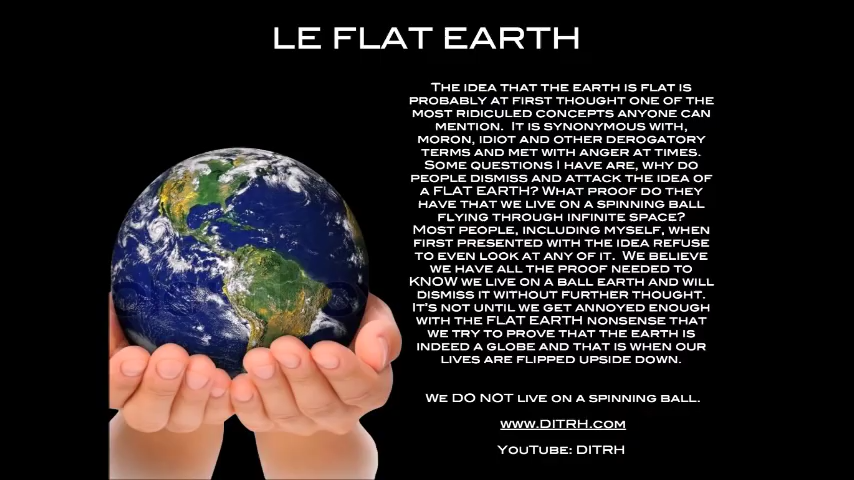 LE FLAT EARTH
THE IDEA THAT THE EARTH IS FLAT IS
PROBABLY AT FIRST THOUGHT ONE OF THE
MOST RIDICULED CONCEPTS ANYONE CAN
MENTION. IT IS SYNONYMOUS WITH,
MORON, IDIOT AND OTHER DEROGATORY
TERMS AND MET WITH ANGER AT TIMES.
SOME QUESTIONS I HAVE ARE, WHY DO
PEOPLE DISMISS AND ATTACK THE IDEA OF
A FLAT EARTH? WHAT PROOF DO THEY
HAVE THAT WE LIVE ON A SPINNING BALL
FLYING THROUGH INFINITE SPACE?
MOST PEOPLE, INCLUDING MYSELF, WHEN
FIRST PRESENTED WITH THE IDEA REFUSE
TO EVEN LOOK AT ANY OF IT. WE BELIEVE
WE HAVE ALL THE PROOF NEEDED TO
KNOW WE LIVE ON A BALL EARTH AND WILL
DISMISS IT WITHOUT FURTHER THOUGHT.
IT'S NOT UNTIL WE GET ANNOYED ENOUGH
WITH THE FLAT EARTH NONSENSE THAT
WE TRY TO PROVE THAT THE EARTH IS
INDEED A GLOBE AND THAT IS WHEN OUR
LIVES ARE FLIPPED UPSIDE DOWN.
WE DO NOT LIVE ON A SPINNING BALL.
WWW.DITRH.COM
YOUTUBE: DITRH